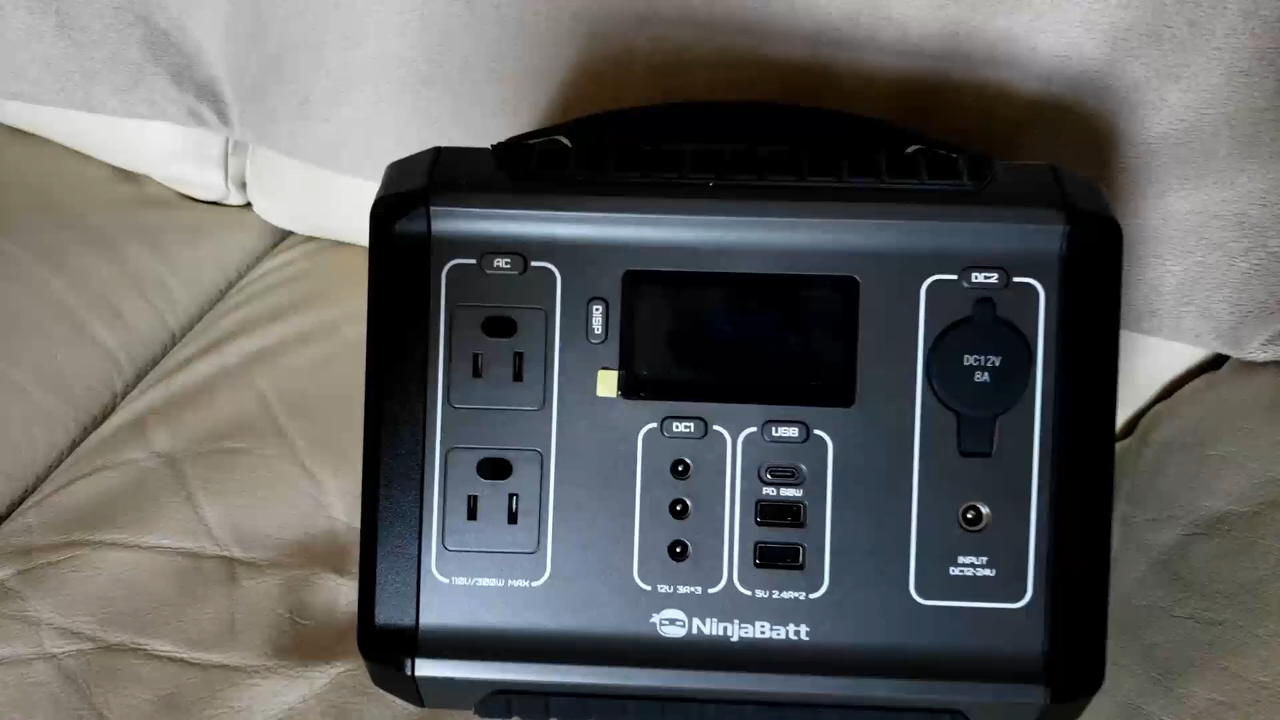 AC
110V/300W MAX
DISP
DC1
12V 3A*3
USB
PD 60W
5V 2.4A*2
NinjaBatt
DC2
DC12V
8A
INPUT
DC12-24V